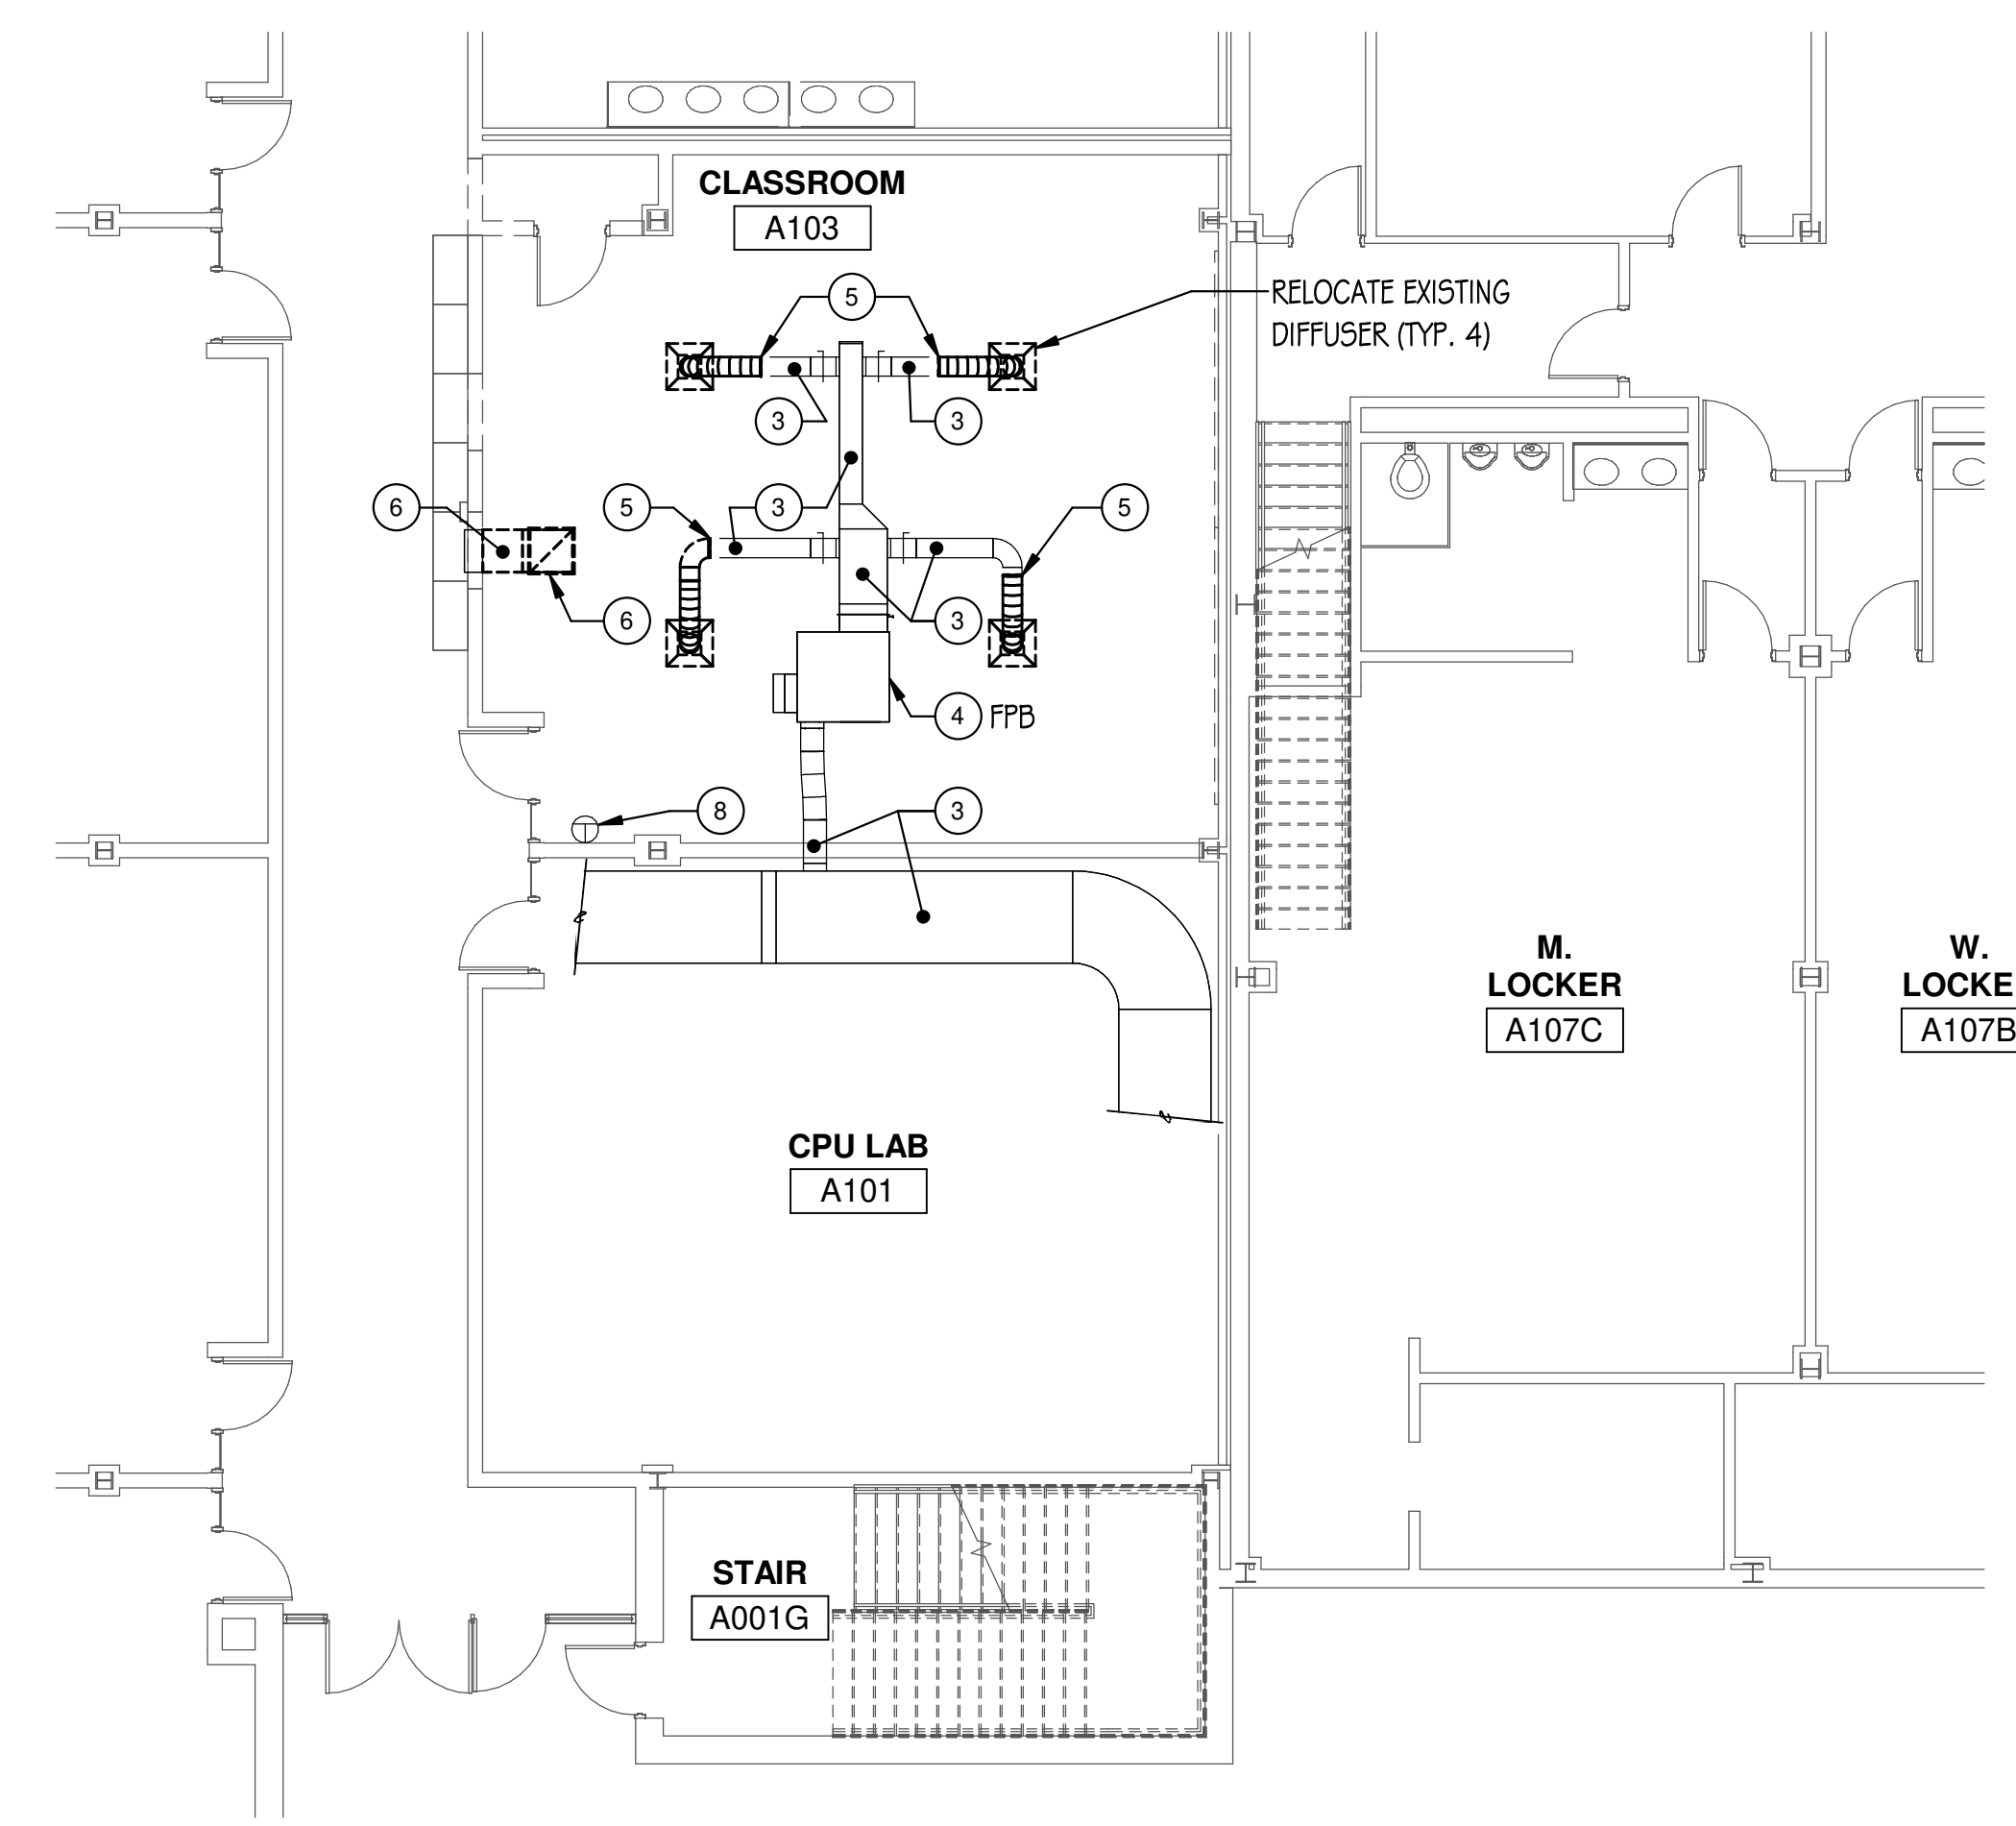 CLASSROOM
A103
5
RELOCATE EXISTING
DIFFUSER (TYP. 4)
3
3
6
5
3
5
6
3
4 FPB
8
3
M.
LOCKER
A107C
W.
LOCKE
A107B
CPU LAB
A101
STAIR
A001G